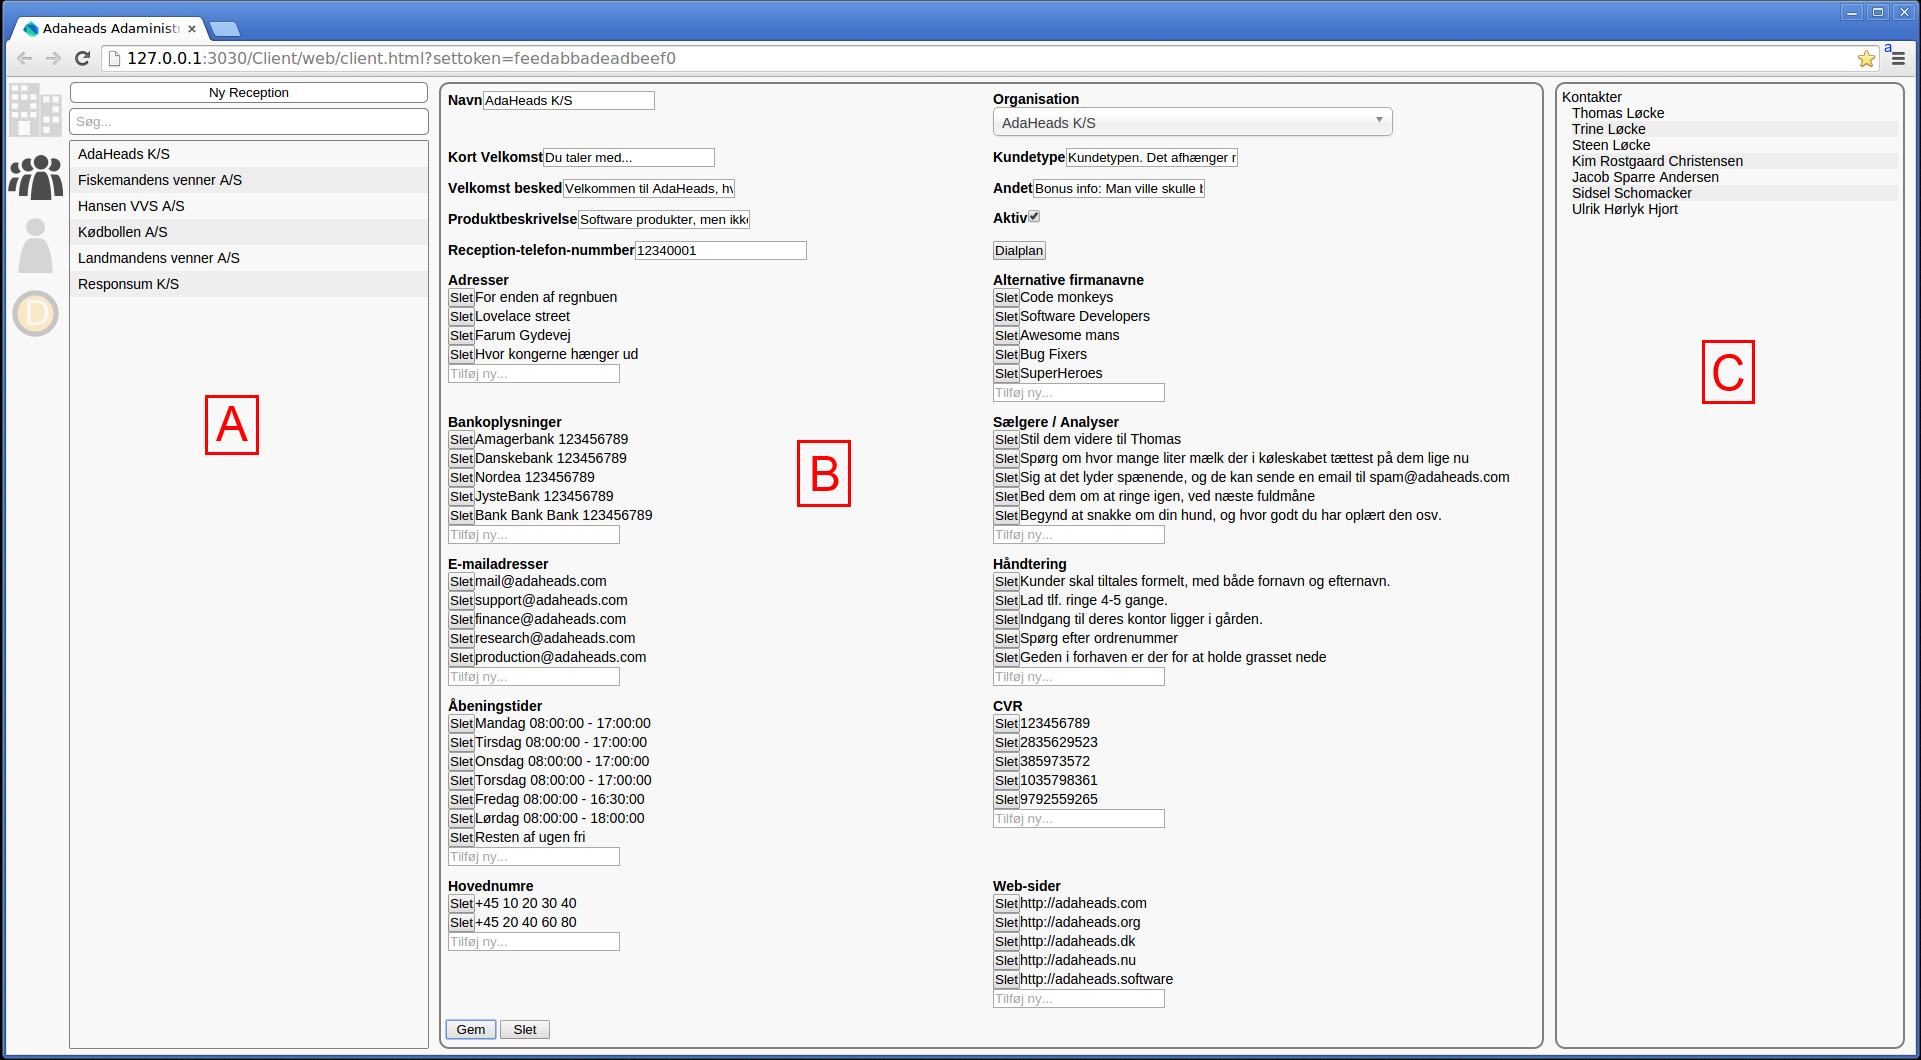 Adaheads Adaminist
127.0.0.1:3030/Client/web/client.html?settoken=feedabbadeadbeef0
a
Ny Reception
Søg...
AdaHeads K/S
Fiskemandens venner A/S
Hansen VVS A/S
Kødbollen A/S
Landmandens venner A/S
Responsum K/S
A
Navn AdaHeads K/S
Kort Velkomst Du taler med...
Velkomst besked Velkommen til AdaHeads, hv
Produktbeskrivelse Software produkter, men ikke
Reception-telefon-nummber 12340001
Adresser
Slet For enden af regnbuen
Slet Lovelace street
Slet Farum Gydevej
Slet Hvor kongerne hænger ud
Tilføj ny...
Bankoplysninger
Slet Amagerbank 123456789
Slet Danskebank 123456789
Slet Nordea 123456789
Slet JysteBank 123456789
Slet Bank Bank Bank 123456789
Tilføj ny...
E-mailadresser
Slet mail@adaheads.com
Slet support@adaheads.com
Slet finance@adaheads.com
Slet research@adaheads.com
Slet production@adaheads.com
Tilføj ny...
Åbeningstider
Slet Mandag 08:00:00 - 17:00:00
Slet Tirsdag 08:00:00 - 17:00:00
Slet Onsdag 08:00:00 - 17:00:00
Slet Torsdag 08:00:00 - 17:00:00
Slet Fredag 08:00:00 - 16:30:00
Slet Lørdag 08:00:00 - 18:00:00
Slet Resten af ugen fri
Tilføj ny...
Hovednumre
Slet +45 10 20 30 40
Slet +45 20 40 60 80
Tilføj ny...
Gem Slet
B
Organisation
AdaHeads K/S
Kundetype Kundetypen. Det afhænger r
Andet Bonus info: Man ville skulle b
Aktiv
Dialplan
Alternative firmanavne
Slet Code monkeys
Slet Software Developers
Slet Awesome mans
Slet Bug Fixers
Slet SuperHeroes
Tilføj ny...
Sælgere / Analyser
Slet Stil dem videre til Thomas
Slet Spørg om hvor mange liter mælk der i køleskabet tættest på dem lige nu
Slet Sig at det lyder spænende, og de kan sende en email til spam@adaheads.com
Slet Bed dem om at ringe igen, ved næste fuldmåne
Slet Begynd at snakke om din hund, og hvor godt du har oplært den osv.
Tilføj ny...
Håndtering
Slet Kunder skal tiltales formelt, med både fornavn og efternavn.
Slet Lad tlf. ringe 4-5 gange.
Slet Indgang til deres kontor ligger i gården.
Slet Spørg efter ordrenummer
Slet Geden i forhaven er der for at holde grasset nede
Tilføj ny...
CVR
Slet 123456789
Slet 2835629523
Slet 385973572
Slet 1035798361
Slet 9792559265
Tilføj ny...
Web-sider
Slet http://adaheads.com
Slet http://adaheads.org
Slet http://adaheads.dk
Slet http://adaheads.nu
Slet http://adaheads.software
Tilføj ny...
Kontakter
Thomas Løcke
Trine Løcke
Steen Løcke
Kim Rostgaard Christensen
Jacob Sparre Andersen
Sidsel Schomacker
Ulrik Hørlyk Hjort
C
D